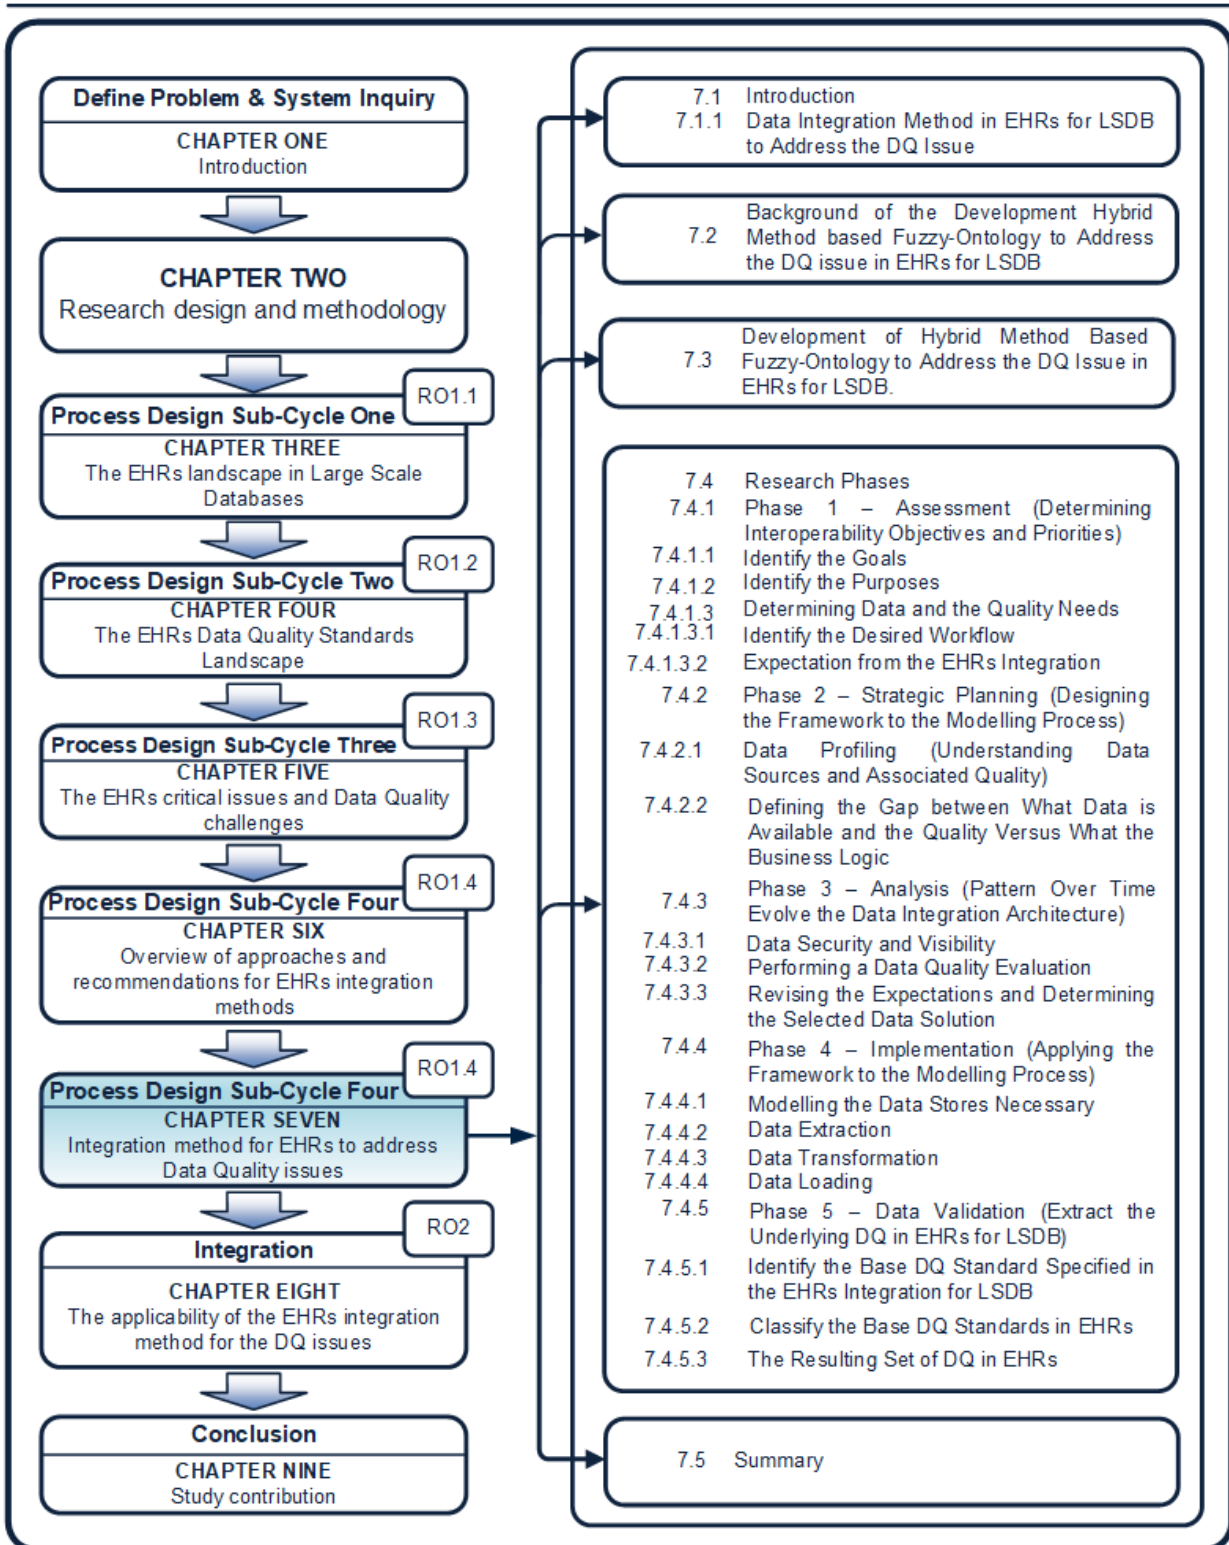 Define Problem & System Inquiry
CHAPTER ONE
Introduction
CHAPTER TWO
Research design and methodology
RO1.1
Process Design Sub-Cycle One
CHAPTER THREE
The EHRs landscape in Large Scale
Databases
RO1.2
Process Design Sub-Cycle Two
CHAPTER FOUR
The EHRs Data Quality Standards
Landscape
RO1.3
Process Design Sub-Cycle Three
CHAPTER FIVE
The EHRs critical issues and Data Quality
challenges
RO1.4
Process Design Sub-Cycle Four
CHAPTER SIX
Overview of approaches and
recommendations for EHRs integration
methods
RO1.4
Process Design Sub-Cycle Four
CHAPTER SEVEN
Integration method for EHRs to address
Data Quality issues
RO2
Integration
CHAPTER EIGHT
The applicability of the EHRs integration
method for the DQ issues
Conclusion
CHAPTER NINE
Study contribution
7.1 Introduction
7.1.1 Data Integration Method in EHRs for LSDB
to Address the DQ Issue
Background of the Development Hybrid
7.2 Method based Fuzzy-Ontology to Address
the DQ issue in EHRs for LSDB
Development of Hybrid Method Based
7.3 Fuzzy-Ontology to Address the DQ Issue in
EHRs for LSDB.
7.4 Research Phases
7.4.1 Phase 1 – Assessment (Determining
Interoperability Objectives and Priorities)
7.4.1.1 Identify the Goals
7.4.1.2 Identify the Purposes
7.4.1.3 Determining Data and the Quality Needs
7.4.1.3.1 Identify the Desired Workflow
7.4.1.3.2 Expectation from the EHRs Integration
7.4.2 Phase 2 – Strategic Planning (Designing
the Framework to the Modelling Process)
7.4.2.1 Data Profiling (Understanding Data
Sources and Associated Quality)
7.4.2.2 Defining the Gap between What Data is
Available and the Quality Versus What the
Business Logic
7.4.3 Phase 3 – Analysis (Pattern Over Time
Evolve the Data Integration Architecture)
7.4.3.1 Data Security and Visibility
7.4.3.2 Performing a Data Quality Evaluation
7.4.3.3 Revising the Expectations and Determining
the Selected Data Solution
7.4.4 Phase 4 – Implementation (Applying the
Framework to the Modelling Process)
7.4.4.1 Modelling the Data Stores Necessary
7.4.4.2 Data Extraction
7.4.4.3 Data Transformation
7.4.4.4 Data Loading
7.4.5 Phase 5 – Data Validation (Extract the
Underlying DQ in EHRs for LSDB)
7.4.5.1 Identify the Base DQ Standard Specified in
the EHRs Integration for LSDB
7.4.5.2 Classify the Base DQ Standards in EHRs
7.4.5.3 The Resulting Set of DQ in EHRs
7.5 Summary